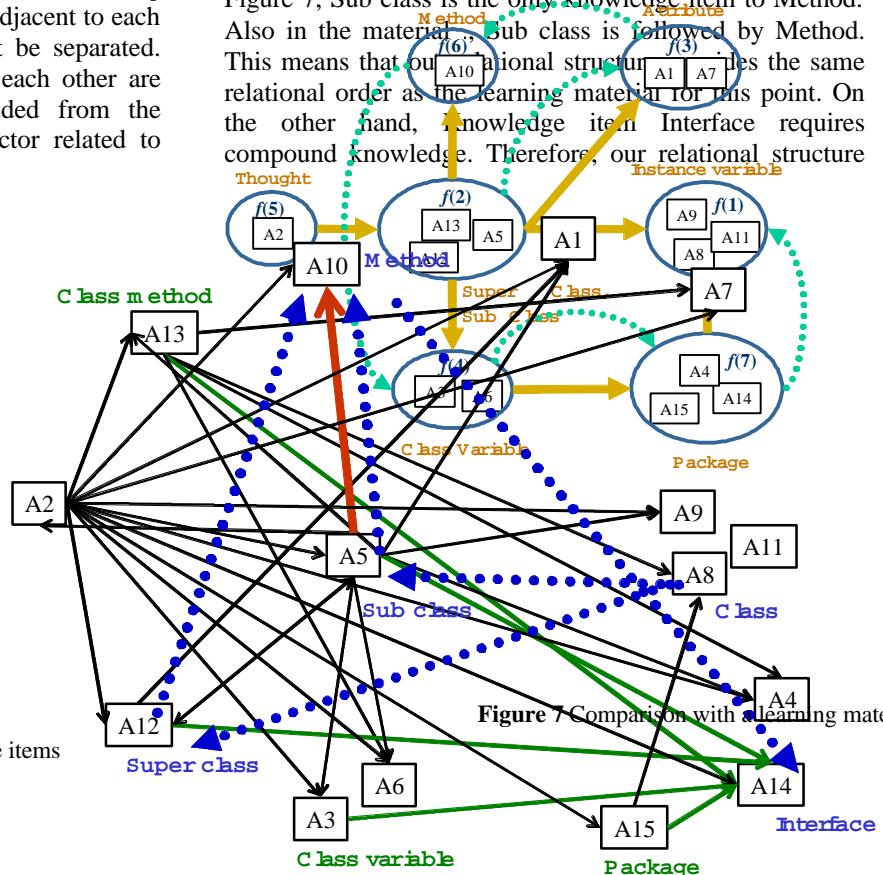 adjacent to each
be separated.
each other are
ded from the
ctor related to
Figure 7, Sub class is the only knowledge item to Method.
Also in the material , Sub class is followed by Method.
This means that our relational structure provides the same
relational order as the learning material for this point. On
the other hand, Knowledge item Interface requires
compound knowledge. Therefore, our relational structure
Method
f(6)
A10
Attribute
f(3)
A1
A7
Thought
f(5)
A2
f(2)
A13
A5
A12
Super Class,
Sub Class
Instance variable
f(1)
A9
A11
A8
f(4)
A3
A6
Class Variable
f(7)
A4
A14
A15
Package
A10
Method
A1
A7
Class method
A13
A2
A9
A11
A5
Sub class
A8
Class
A4
A12
Super class
Figure 7 Comparison with a learning mate
e items
A6
A14
Interface
A3
Class variable
A15
Package